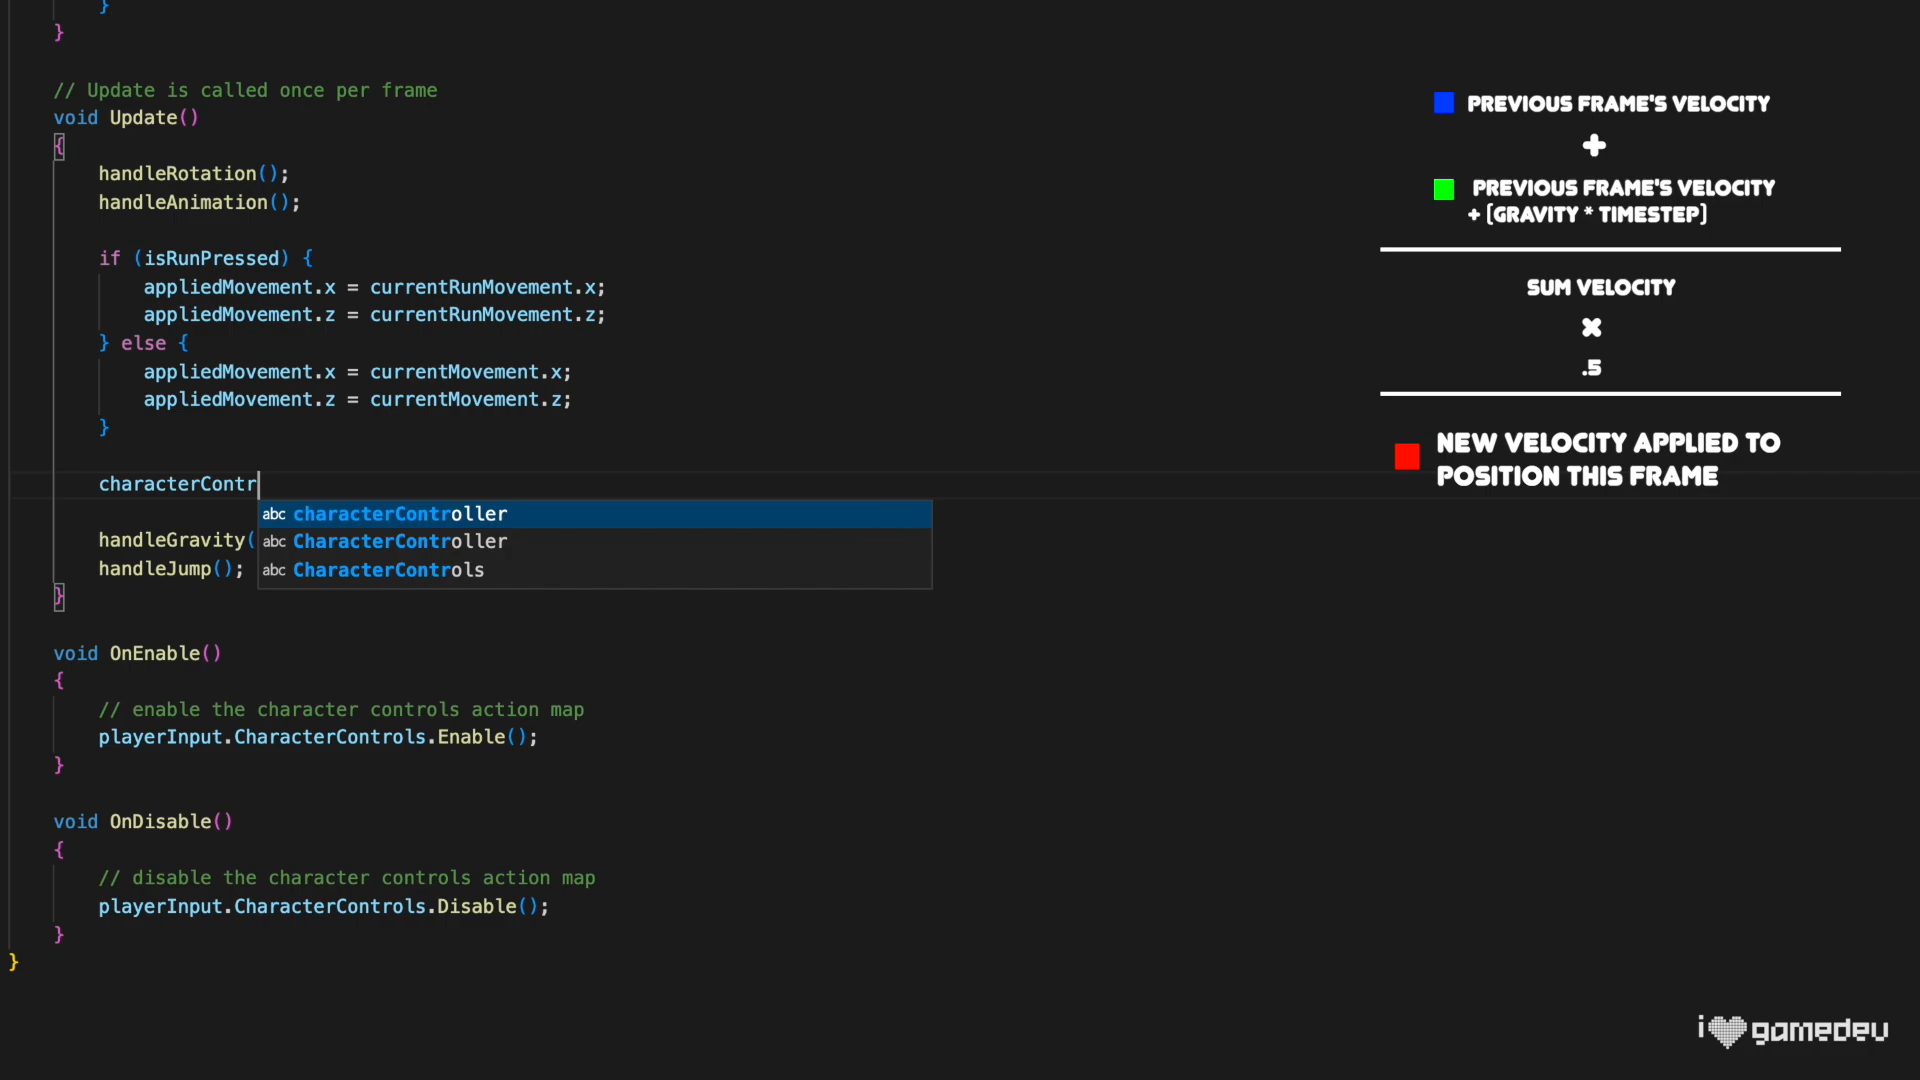 }
}
// Update is called once per frame
void Update()
{
handleRotation();
handleAnimation();
if (isRunPressed) {
appliedMovement.x = currentRunMovement.x;
appliedMovement.z = currentRunMovement.z;
} else {
appliedMovement.x = currentMovement.x;
appliedMovement.z = currentMovement.z;
}
characterContr
abc characterController
abc CharacterController
abc CharacterControls
handleGravity(
handleJump();
}
void OnEnable()
{
// enable the character controls action map
playerInput.CharacterControls.Enable();
}
void OnDisable()
{
// disable the character controls action map
playerInput.CharacterControls.Disable();
}
}
PREVIOUS FRAME'S VELOCITY
+
PREVIOUS FRAME'S VELOCITY
+ [GRAVITY * TIMESTEP]
SUM VELOCITY
×
.5
NEW VELOCITY APPLIED TO
POSITION THIS FRAME
i gamedev